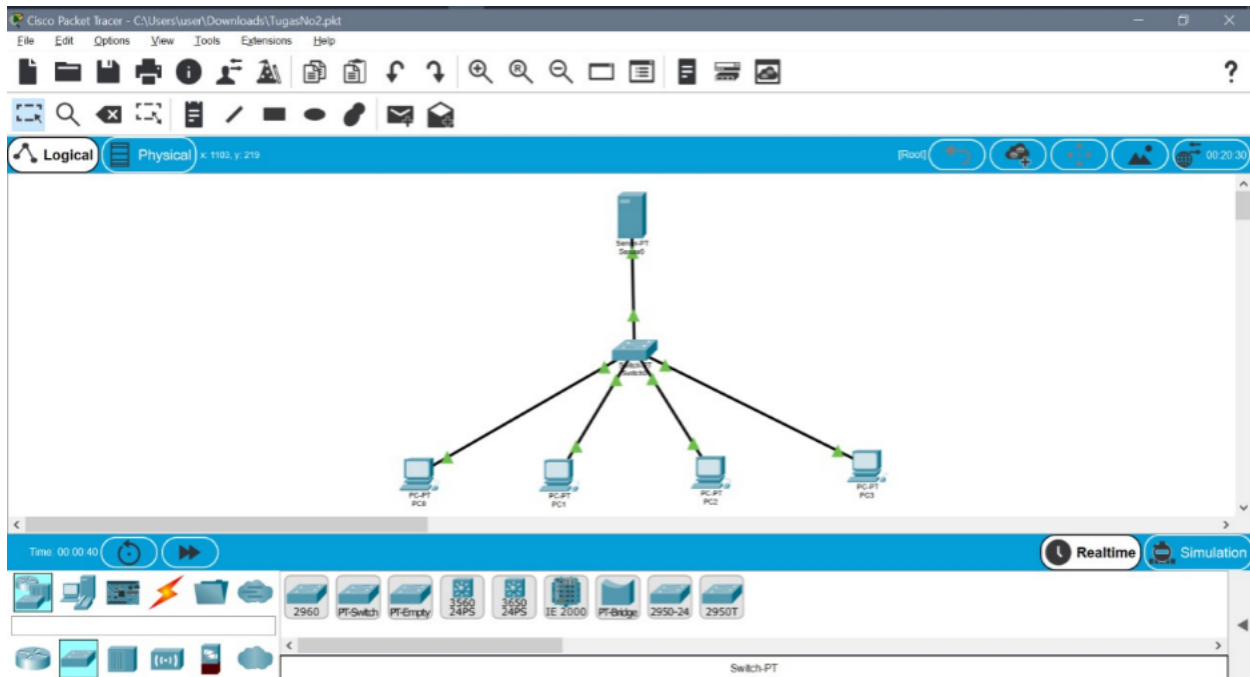 Cisco Packet Tracer - C:\Users\user\Downloads\TugasNo2.pkt
File Edit Options View Tools Extensions Help
?
Logical Physical x: 1103, y: 219 [Root] 00:20:30
Server-PT
Server0
Switch-PT
Switch0
PC-PT
PC0
PC-PT
PC1
PC-PT
PC2
PC-PT
PC3
Time: 00:00:40 Realtime Simulation
2960 PT-Switch PT-Empty 3560 24PS 3650 24PS IE 2000 PT-Bridge 2950-24 2950T
Switch-PT